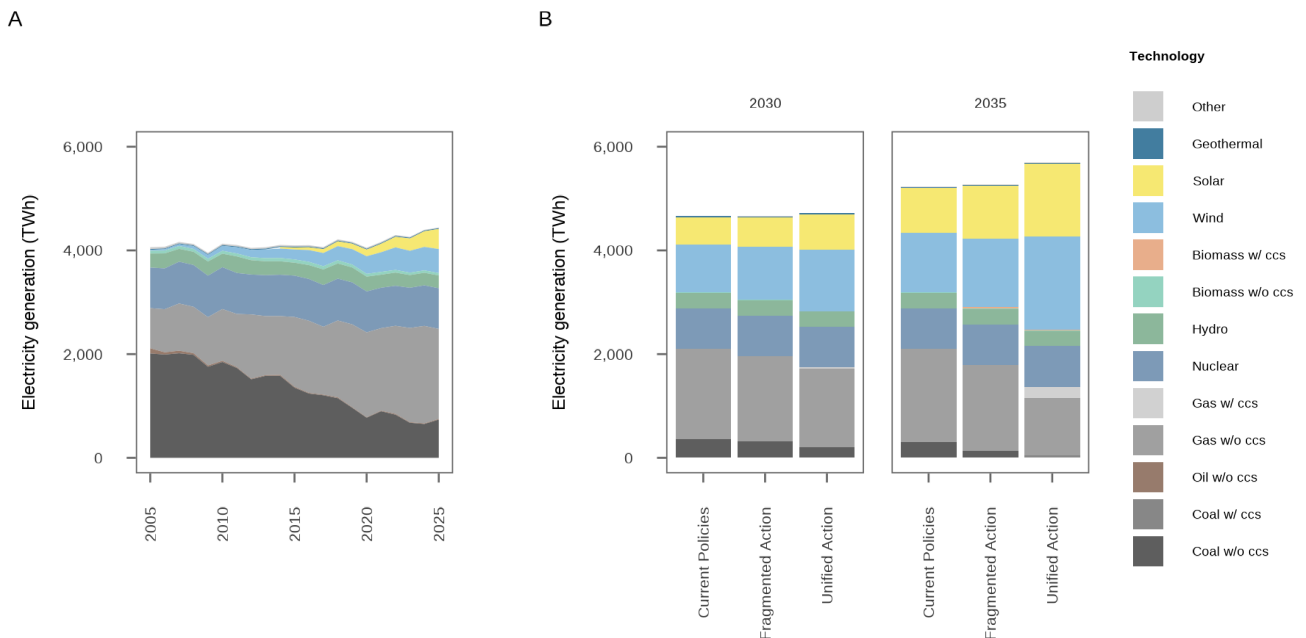 A
B
Electricity generation (TWh)
6,000
4,000
2,000
0
2005
2010
2015
2020
2025
Electricity generation (TWh)
6,000
4,000
2,000
0
2030
2035
Current Policies
Fragmented Action
Unified Action
Current Policies
Fragmented Action
Unified Action
Technology
Other
Geothermal
Solar
Wind
Biomass w/ ccs
Biomass w/o ccs
Hydro
Nuclear
Gas w/ ccs
Gas w/o ccs
Oil w/o ccs
Coal w/ ccs
Coal w/o ccs